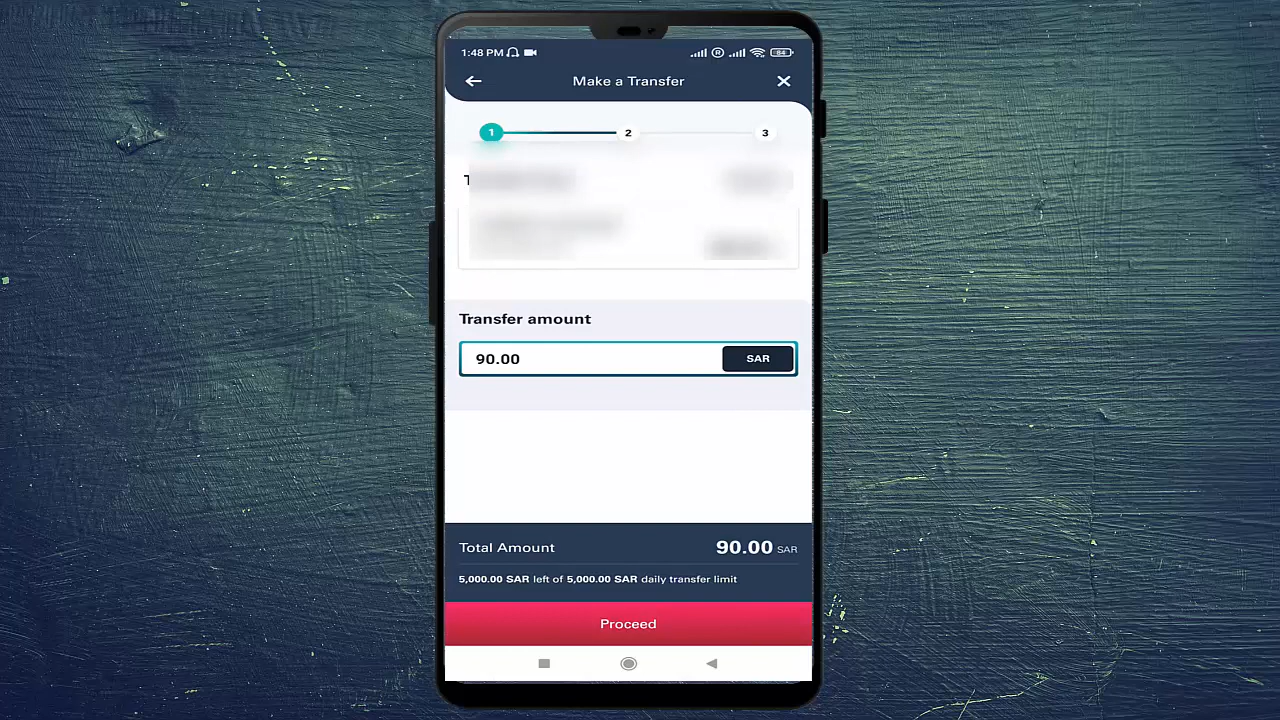 1:48 PM
R
84
Make a Transfer
1
2
3
Transfer amount
90.00
SAR
Total Amount
90.00 SAR
5,000.00 SAR left of 5,000.00 SAR daily transfer limit
Proceed